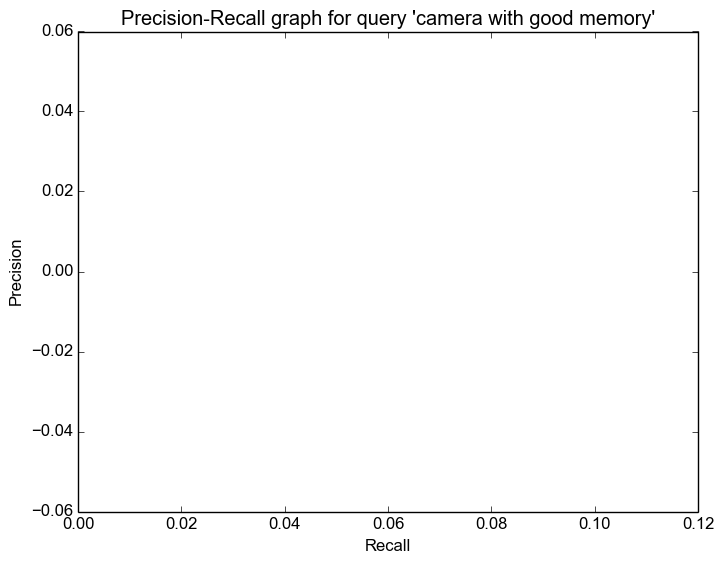 Precision-Recall graph for query 'camera with good memory'
0.06
0.04
0.02
0.00
−0.02
−0.04
−0.06
Precision
0.00 0.02 0.04 0.06 0.08 0.10 0.12
Recall